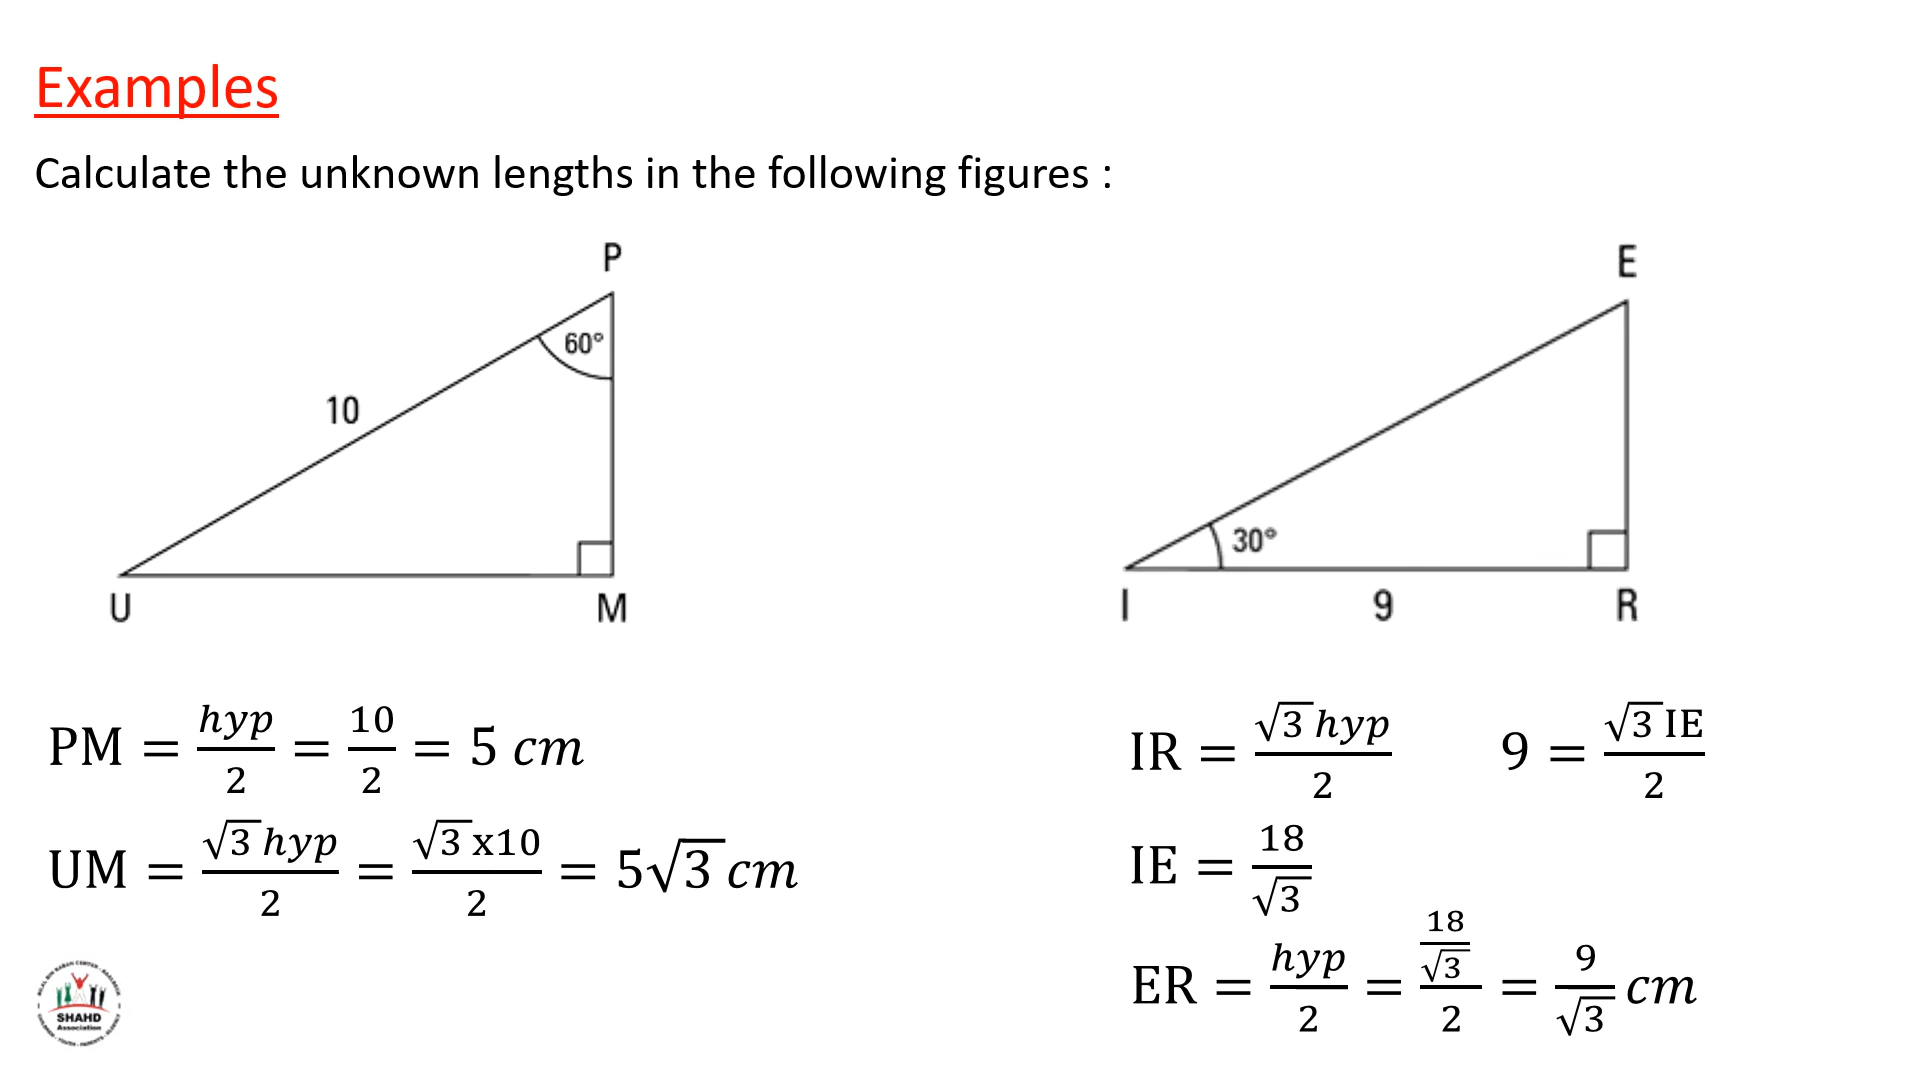 Examples
Calculate the unknown lengths in the following figures :
P
60°
10
U
M
E
30°
I
9
R
PM = hyp/2 = 10/2 = 5 cm
UM = √3 hyp/2 = √3 x10/2 = 5√3 cm
IR = √3 hyp/2
9 = √3 IE/2
IE = 18/√3
ER = hyp/2 = (18/√3)/2 = 9/√3 cm
SHAHD
Association